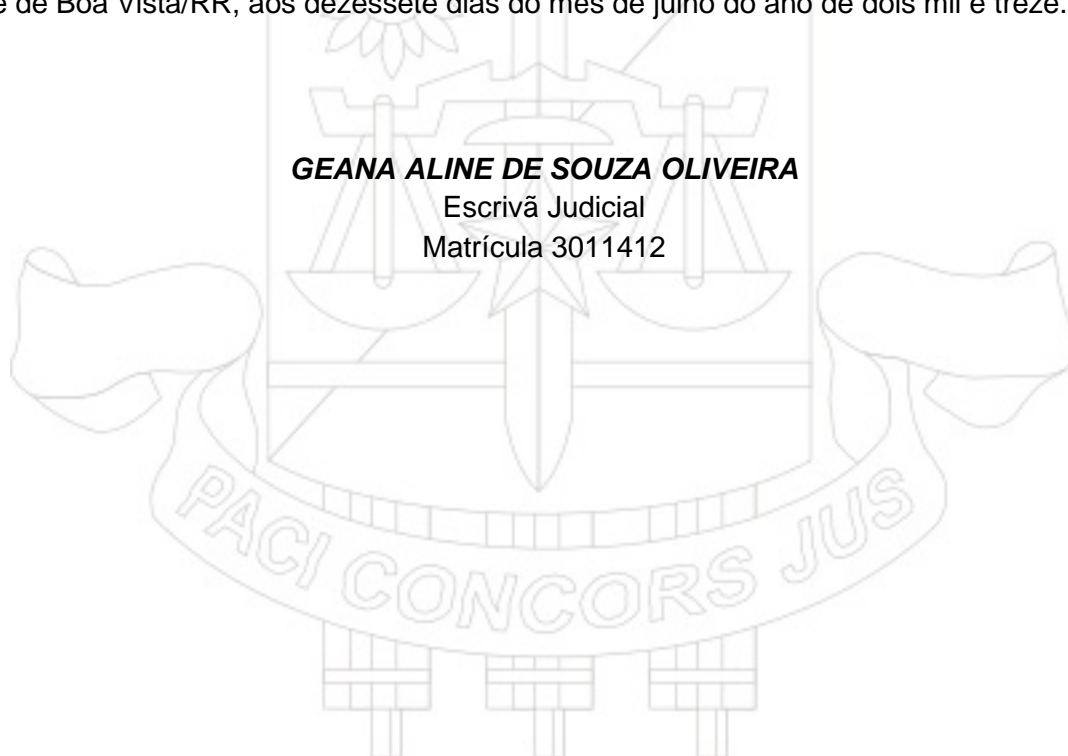 e de Boa Vista/RR, aos dezessete dias do mês de julho do ano de dois mil e treze.
GEANA ALINE DE SOUZA OLIVEIRA
Escrivã Judicial
Matrícula 3011412
PACI CONCORS JUS